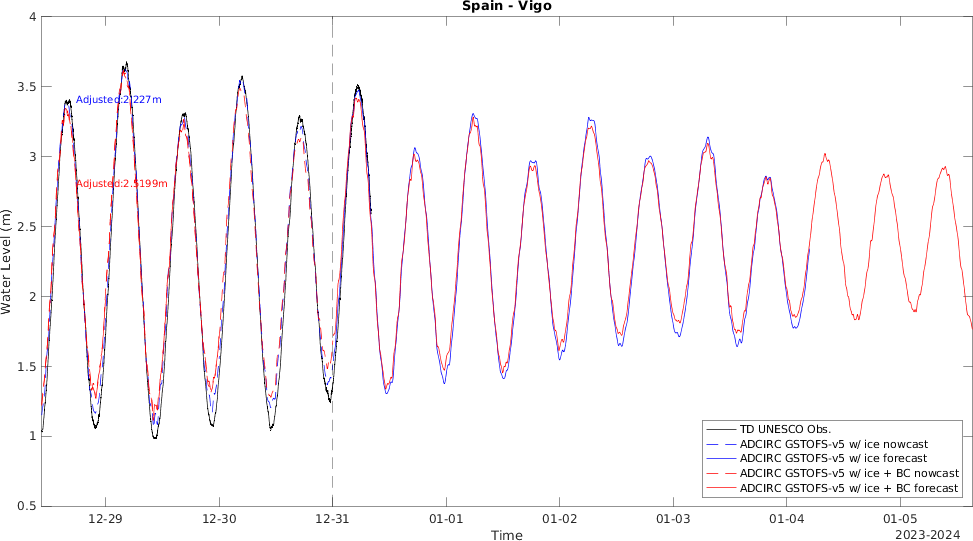 Spain - Vigo
4
3.5
3
2.5
2
1.5
1
0.5
Water Level (m)
Adjusted:2.227m
Adjusted:2.5199m
TD UNESCO Obs.
ADCIRC GSTOFS-v5 w/ ice nowcast
ADCIRC GSTOFS-v5 w/ ice forecast
ADCIRC GSTOFS-v5 w/ ice + BC nowcast
ADCIRC GSTOFS-v5 w/ ice + BC forecast
12-29 12-30 12-31 01-01 01-02 01-03 01-04 01-05
Time
2023-2024